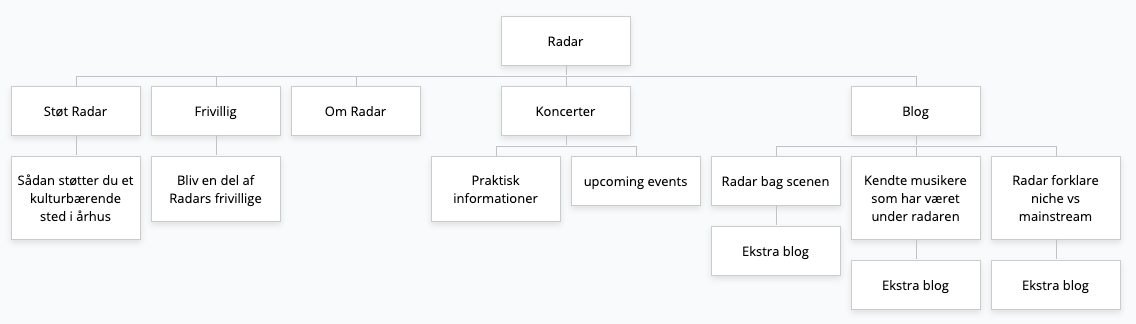 Radar
Støt Radar
Frivillig
Om Radar
Koncerter
Blog
Sådan støtter du et
kulturbærende
sted i århus
Bliv en del af
Radars frivillige
Praktisk
informationer
upcoming events
Radar bag scenen
Kendte musikere
som har været
under radaren
Radar forklare
niche vs
mainstream
Ekstra blog
Ekstra blog
Ekstra blog